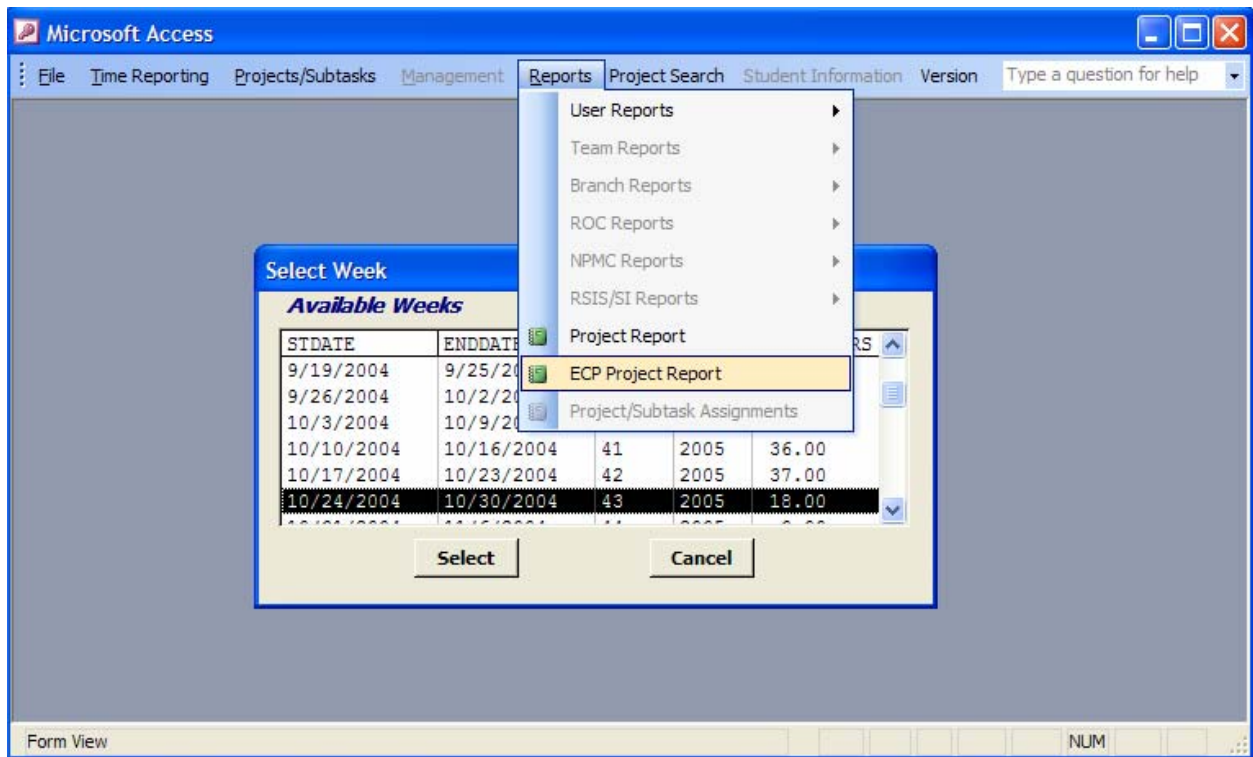 Microsoft Access
File Time Reporting Projects/Subtasks Management Reports Project Search Student Information Version Type a question for help
User Reports
Team Reports
Branch Reports
ROC Reports
NPMC Reports
RSIS/SI Reports
Project Report
ECP Project Report
Project/Subtask Assignments
Select Week
Available Weeks
STDATE ENDDATE RS
9/19/2004 9/25/20
9/26/2004 10/2/20
10/3/2004 10/9/20
10/10/2004 10/16/2004 41 2005 36.00
10/17/2004 10/23/2004 42 2005 37.00
10/24/2004 10/30/2004 43 2005 18.00
Select Cancel
Form View NUM